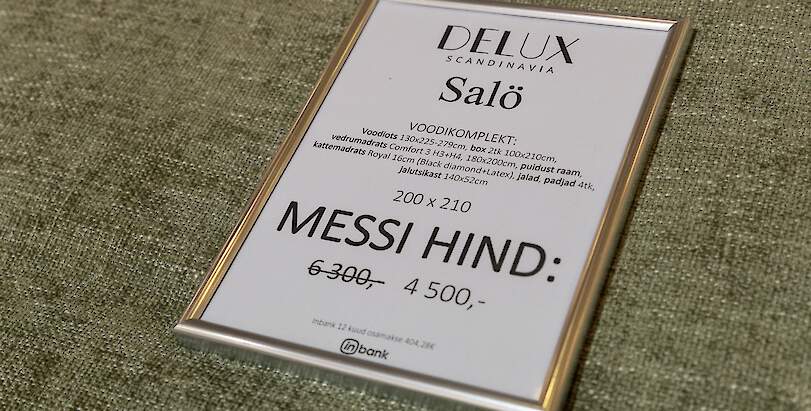 DELUX
SCANDINAVIA
Salö
VOODIKOMPLEKT:
Voodiots 130x225-279cm, box 2tk 100x210cm,
vedrumadrats Comfort 3 H3+H4, 180x200cm, puidust raam,
kattemadrats Royal 16cm (Black diamond+Latex), jalad, padjad 4tk,
jalutsikast 140x52cm
200 x 210
MESSI HIND:
6 300,- 4 500,-
Inbank 12 kuud osamakse 404.28€
inbank